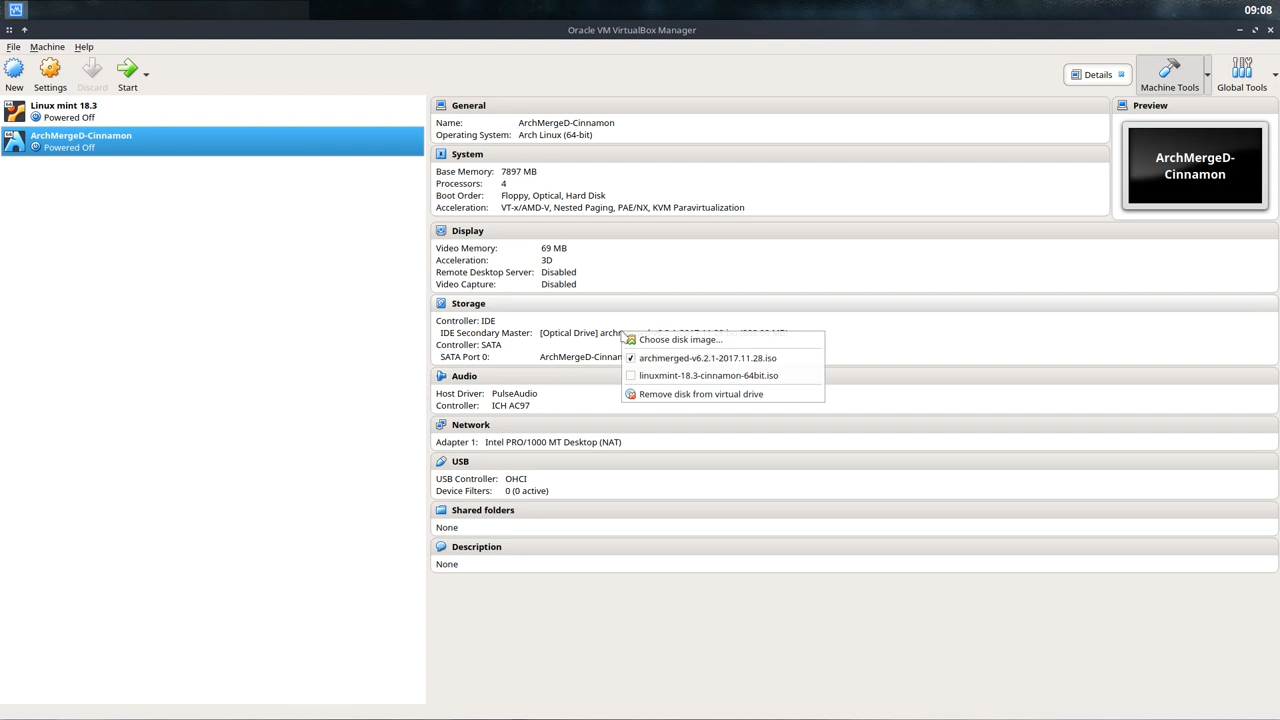 09:08
Oracle VM VirtualBox Manager
File Machine Help
New Settings Discard Start
Details Machine Tools Global Tools
Linux mint 18.3
Powered Off
ArchMergeD-Cinnamon
Powered Off
General
Name: ArchMergeD-Cinnamon
Operating System: Arch Linux (64-bit)
System
Base Memory: 7897 MB
Processors: 4
Boot Order: Floppy, Optical, Hard Disk
Acceleration: VT-x/AMD-V, Nested Paging, PAE/NX, KVM Paravirtualization
Preview
ArchMergeD-
Cinnamon
Display
Video Memory: 69 MB
Acceleration: 3D
Remote Desktop Server: Disabled
Video Capture: Disabled
Storage
Controller: IDE
IDE Secondary Master: [Optical Drive]
Controller: SATA
SATA Port 0: ArchMergeD-Cinnam
Choose disk image...
archmerged-v6.2.1-2017.11.28.iso
linuxmint-18.3-cinnamon-64bit.iso
Remove disk from virtual drive
Audio
Host Driver: PulseAudio
Controller: ICH AC97
Network
Adapter 1: Intel PRO/1000 MT Desktop (NAT)
USB
USB Controller: OHCI
Device Filters: 0 (0 active)
Shared folders
None
Description
None